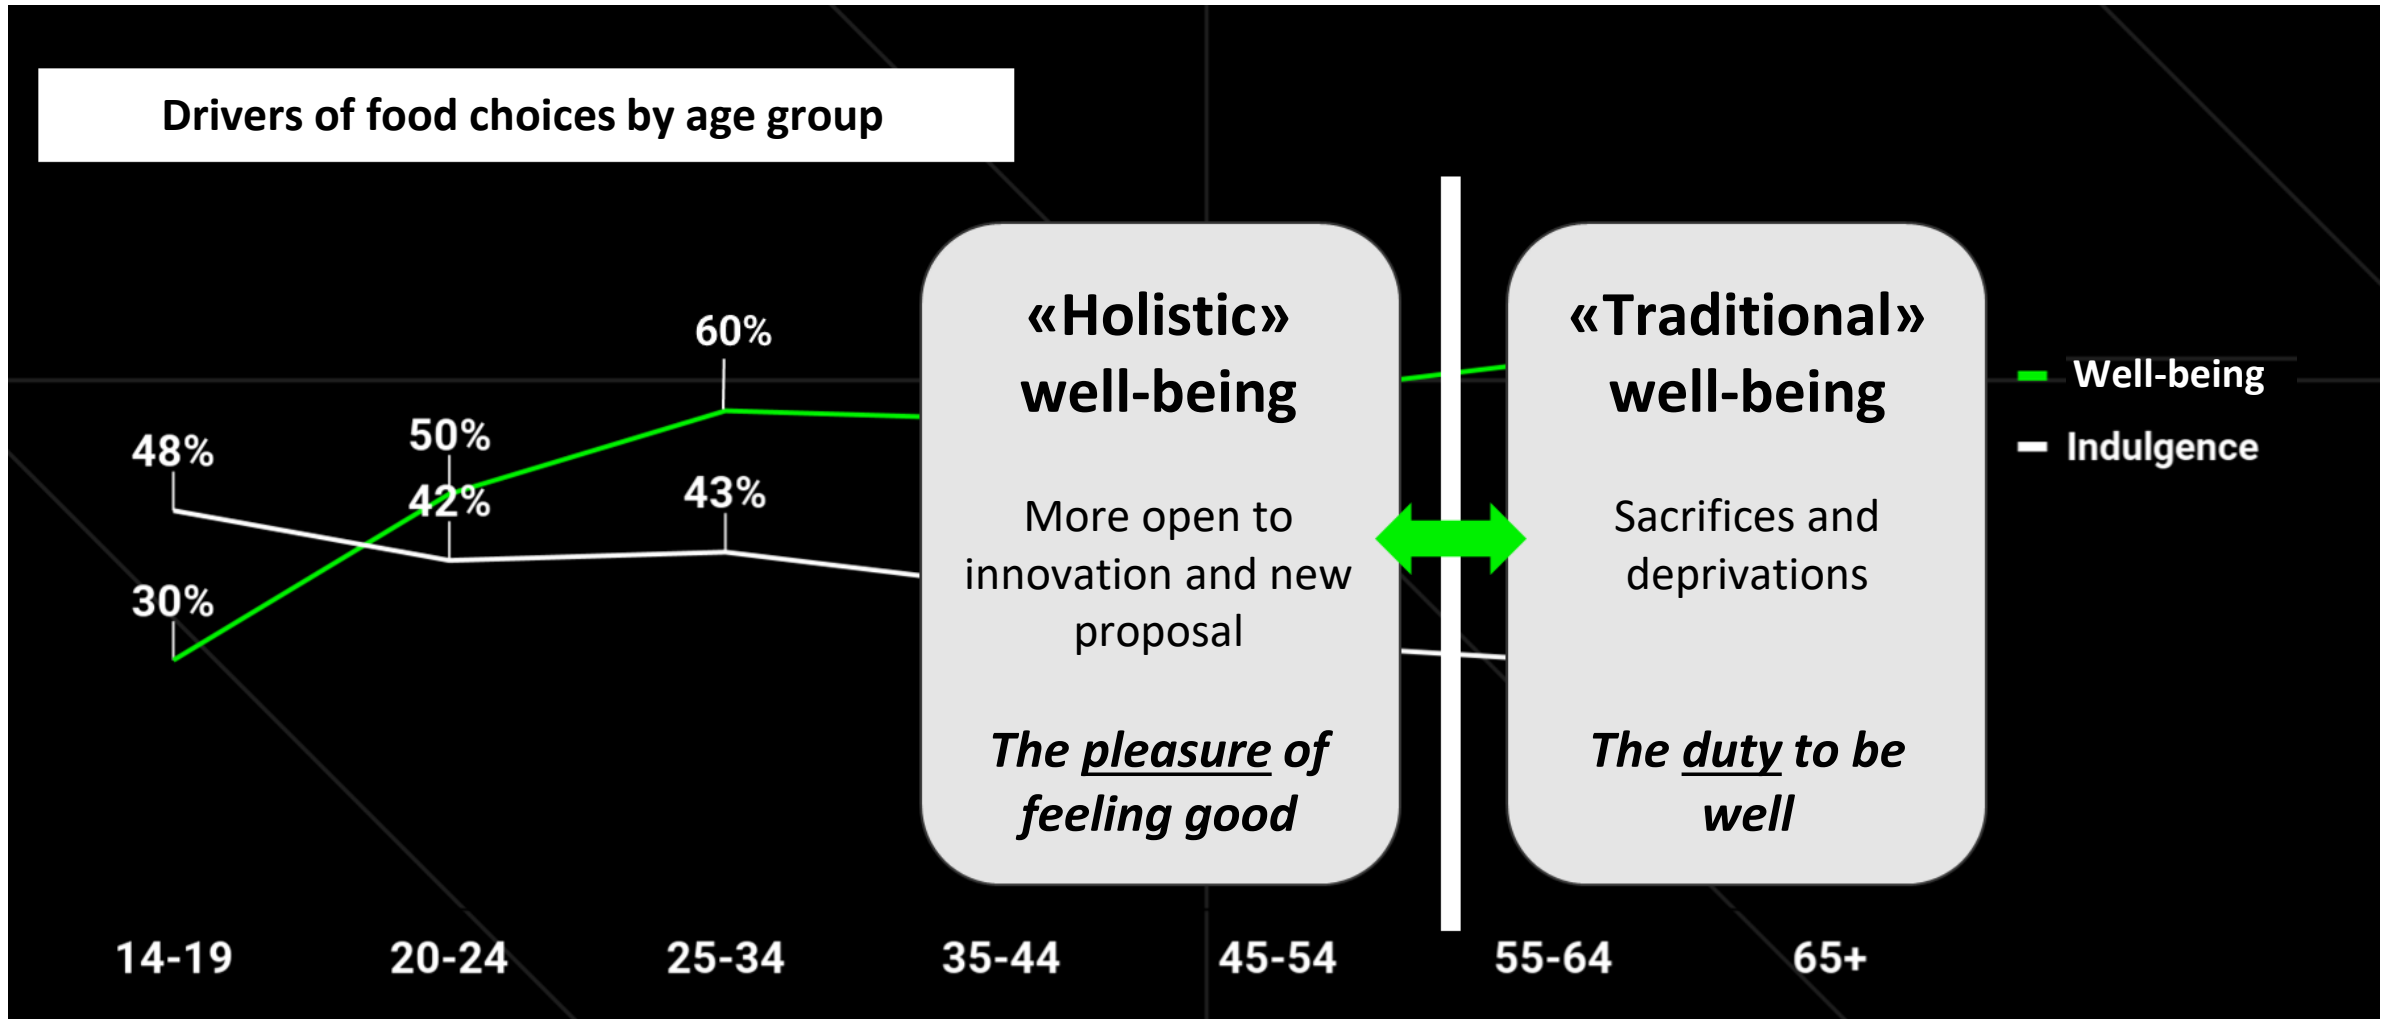 Drivers of food choices by age group
48%
30%
50%
42%
60%
43%
«Holistic»
well-being
More open to
innovation and new
proposal
The pleasure of
feeling good
«Traditional»
well-being
Sacrifices and
deprivations
The duty to be
well
Well-being
Indulgence
14-19 20-24 25-34 35-44 45-54 55-64 65+